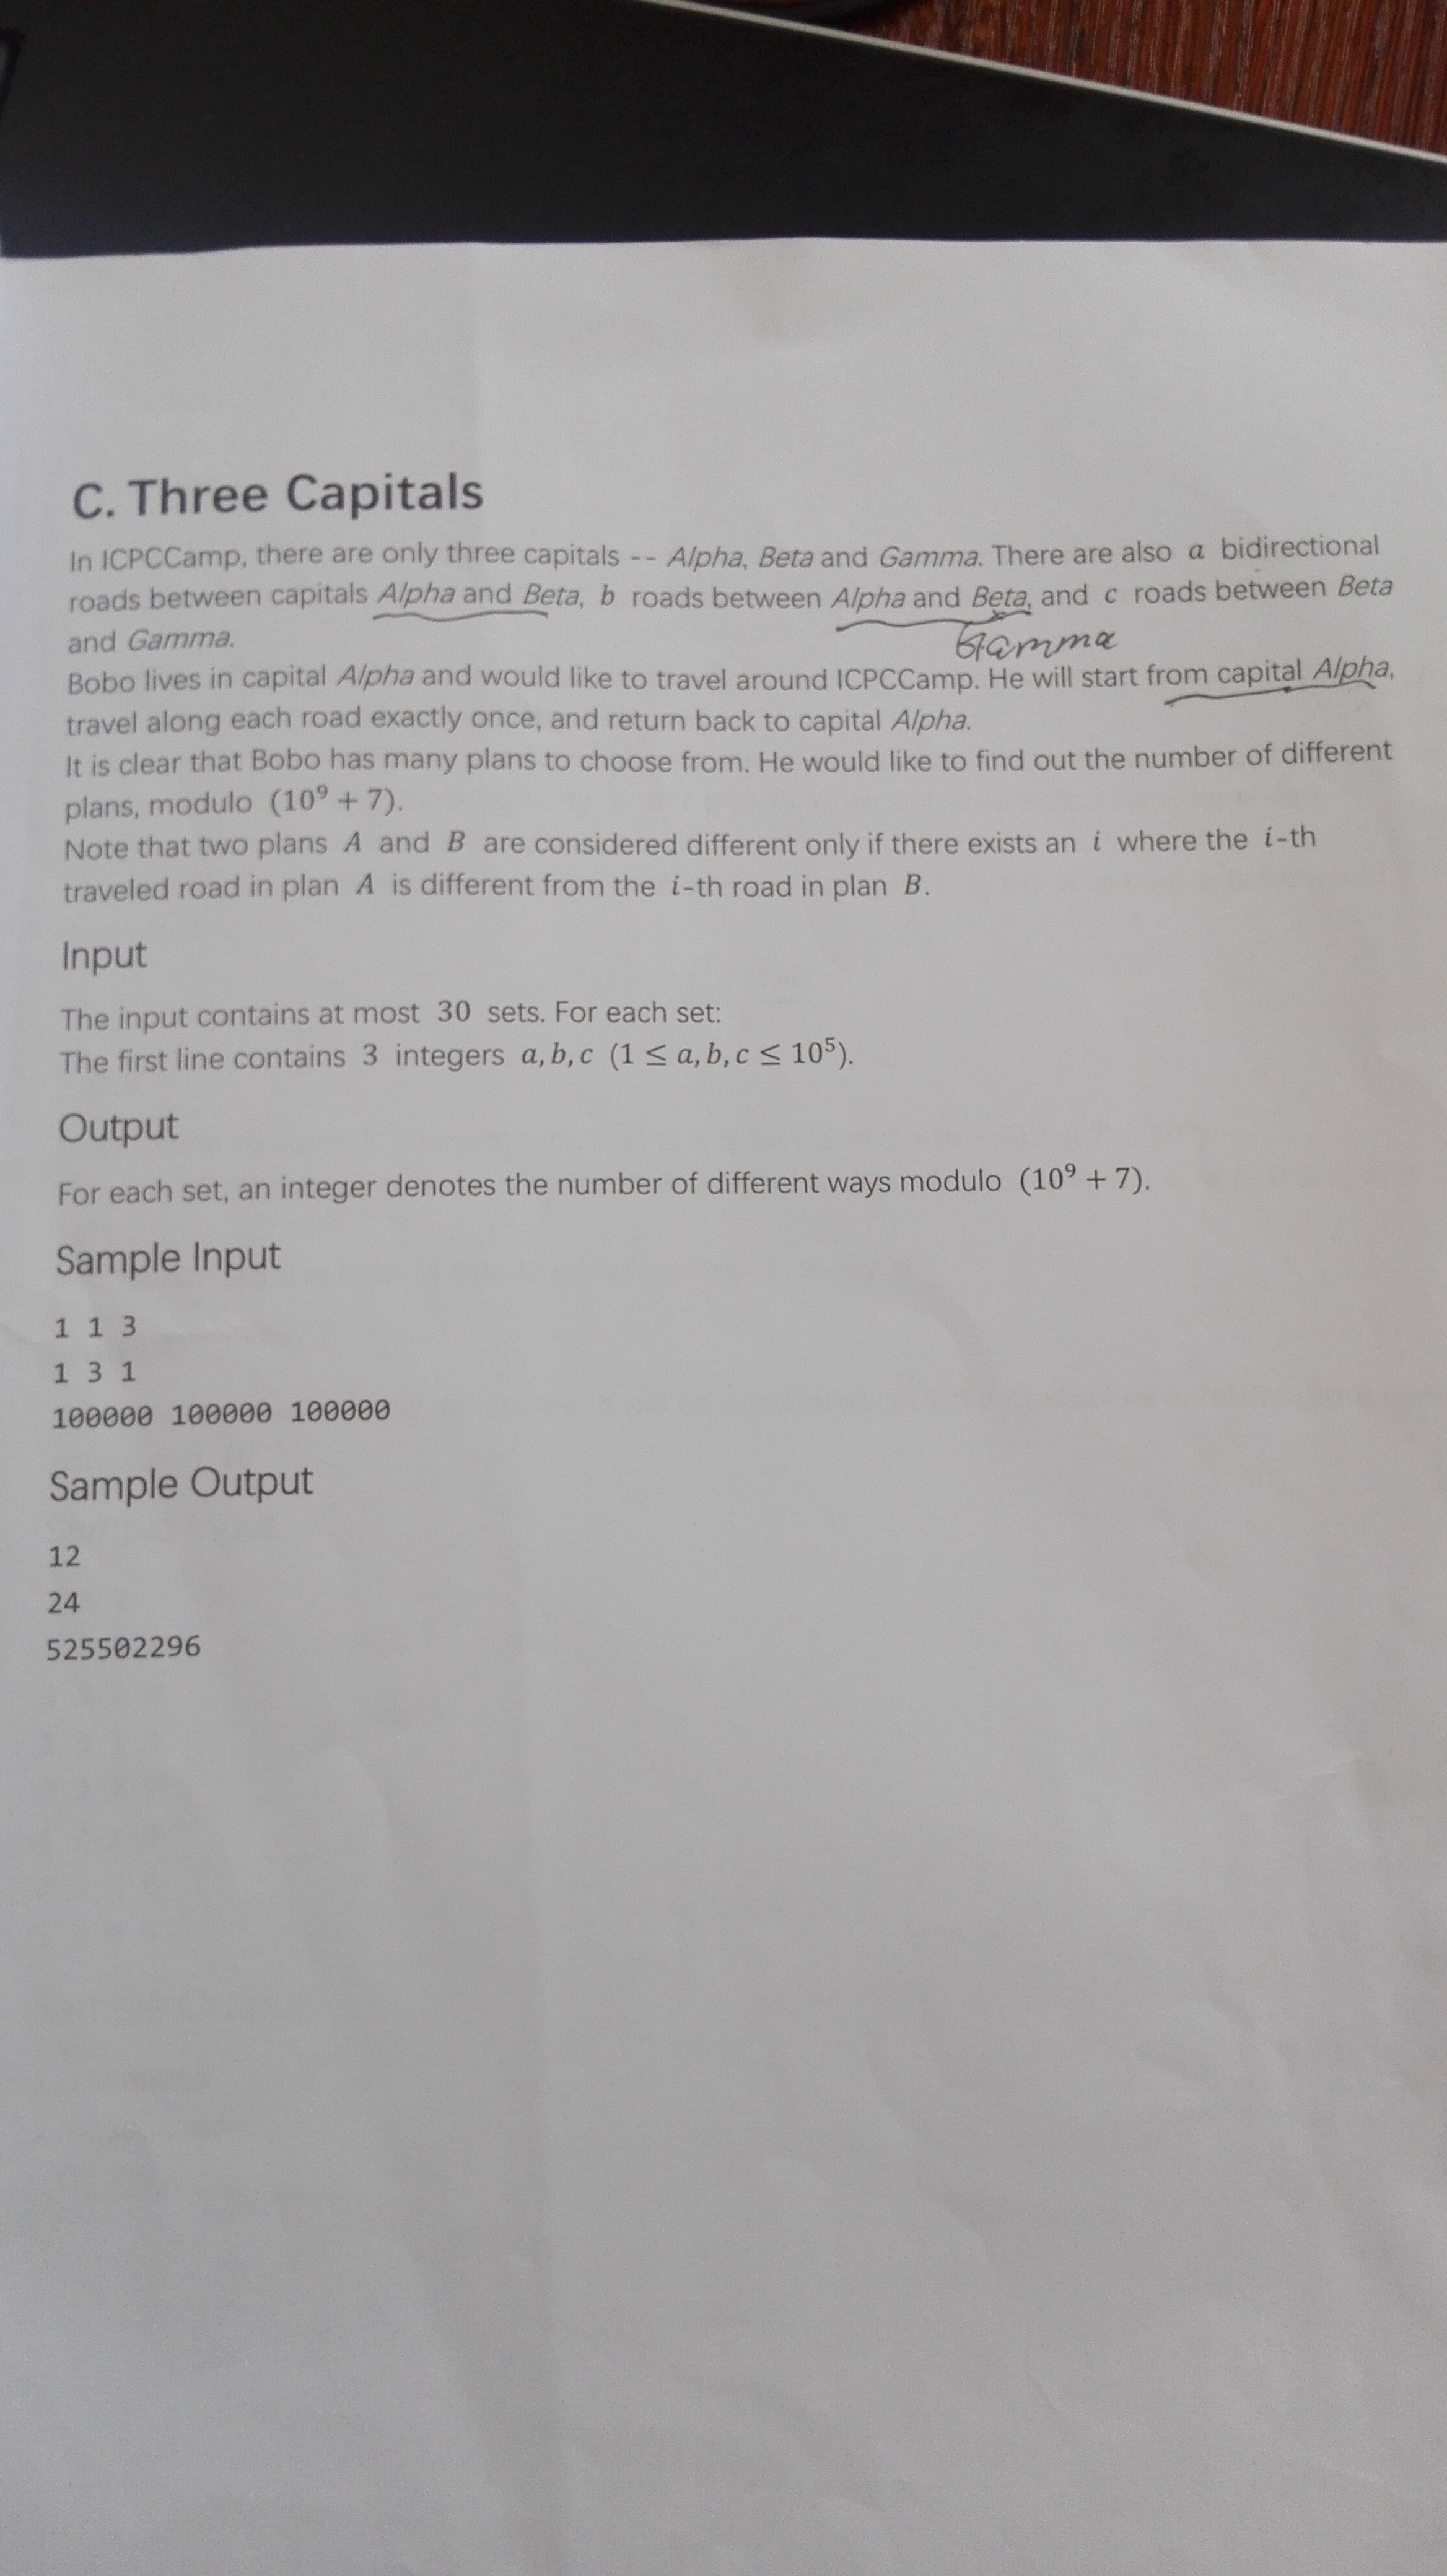 C. Three Capitals
In ICPCCamp, there are only three capitals -- Alpha, Beta and Gamma. There are also a bidirectional
roads between capitals Alpha and Beta, b roads between Alpha and Beta, and c roads between Beta
and Gamma.
Gamma
Bobo lives in capital Alpha and would like to travel around ICPCCamp. He will start from capital Alpha,
travel along each road exactly once, and return back to capital Alpha.
It is clear that Bobo has many plans to choose from. He would like to find out the number of different
plans, modulo (10⁹ + 7).
Note that two plans A and B are considered different only if there exists an i where the i-th
traveled road in plan A is different from the i-th road in plan B.
Input
The input contains at most 30 sets. For each set:
The first line contains 3 integers a, b, c (1 ≤ a, b, c ≤ 10⁵).
Output
For each set, an integer denotes the number of different ways modulo (10⁹ + 7).
Sample Input
1 1 3
1 3 1
100000 100000 100000
Sample Output
12
24
525502296